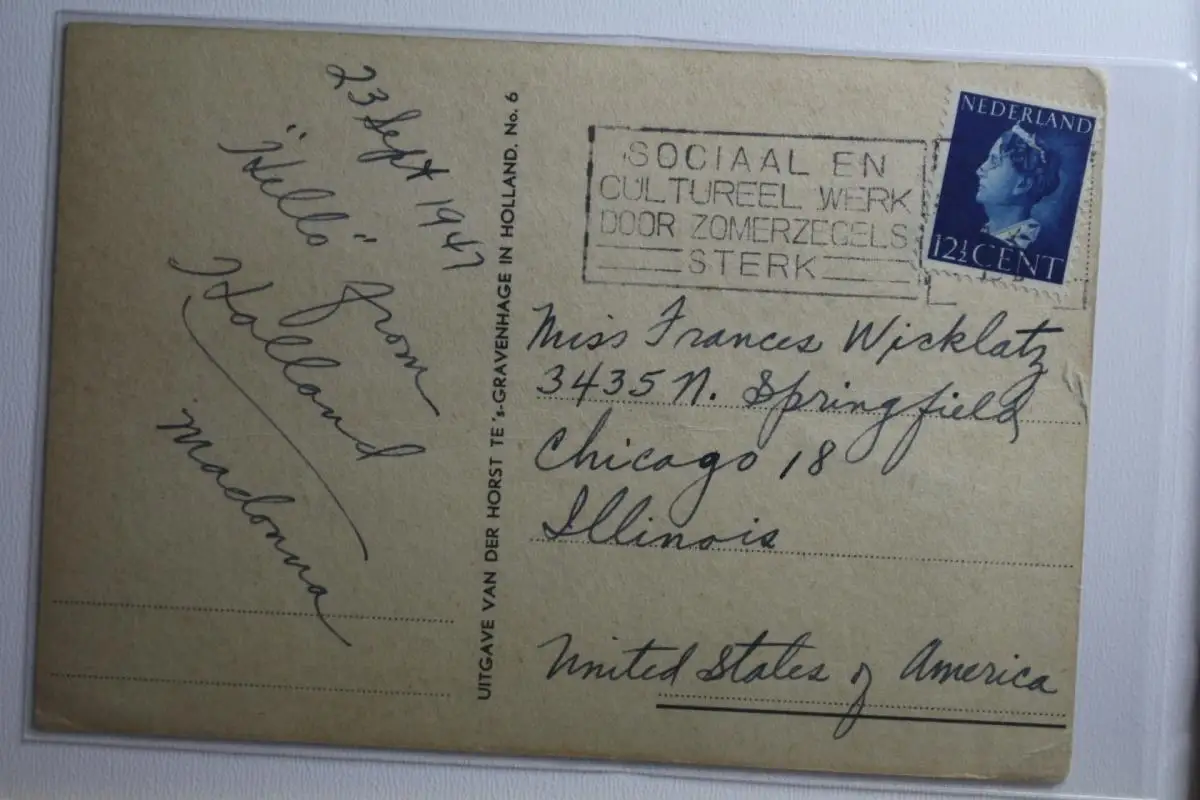 23 Sept 1947
"Hello" from
Holland
Madonna
UITGAVE VAN DER HORST TE 's-GRAVENHAGE IN HOLLAND. No. 6
SOCIAAL EN
CULTUREEL WERK
DOOR ZOMERZEGELS
STERK
NEDERLAND
12½ CENT
Miss Frances Wicklatz
3435 N. Springfield
Chicago 18
Illinois
United States of America